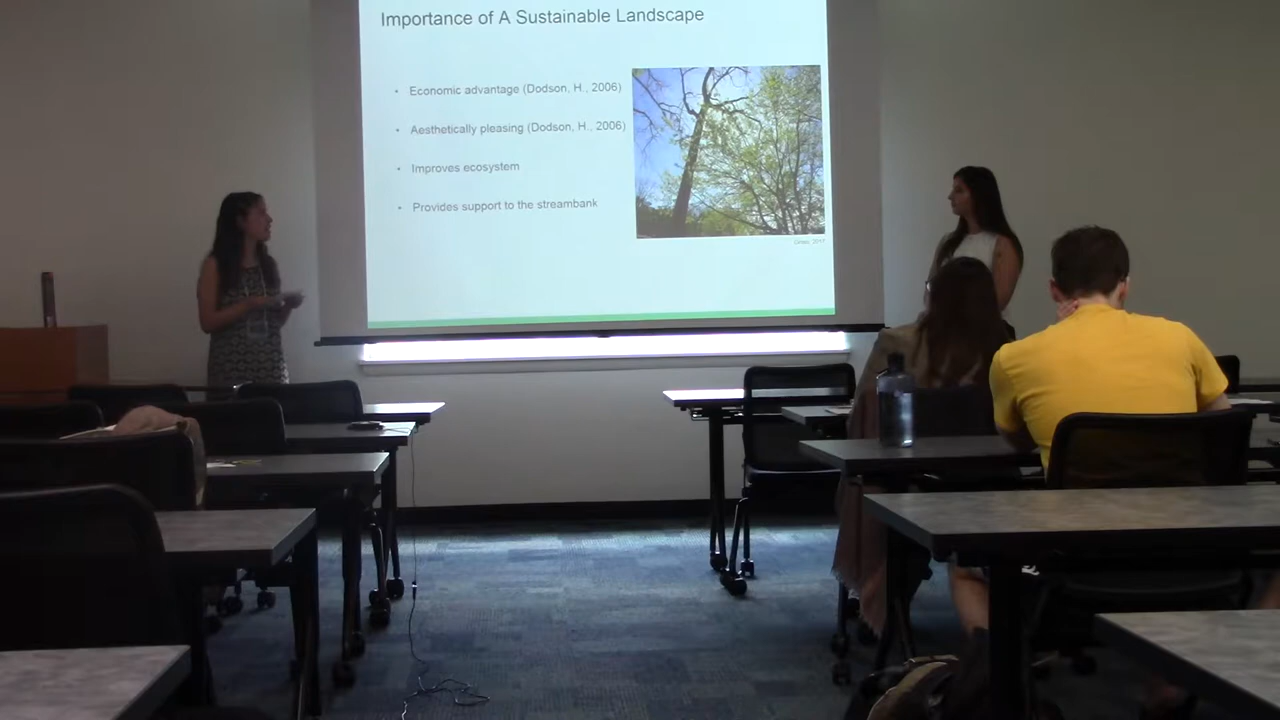 Importance of A Sustainable Landscape
• Economic advantage (Dodson, H., 2006)
• Aesthetically pleasing (Dodson, H., 2006)
• Improves ecosystem
• Provides support to the streambank